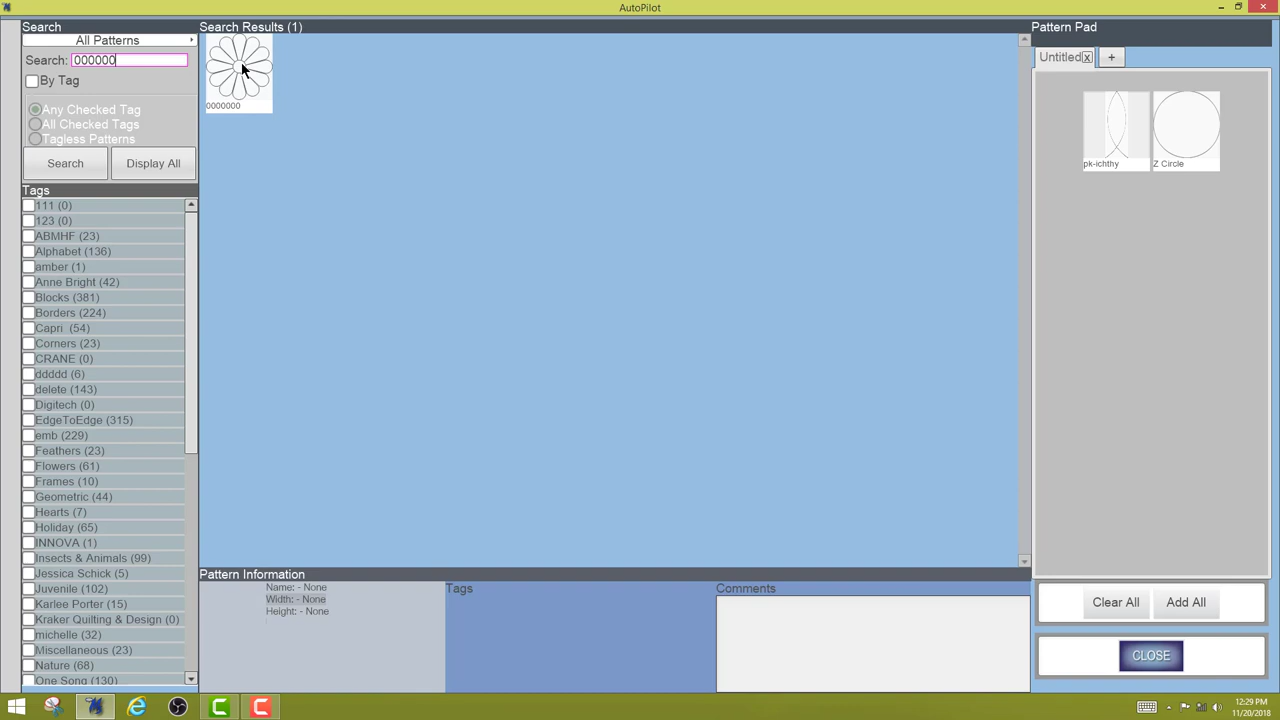 AutoPilot
Search
All Patterns
Search: 000000
By Tag
Any Checked Tag
All Checked Tags
Tagless Patterns
Search
Display All
Tags
111 (0)
123 (0)
ABMHF (23)
Alphabet (136)
amber (1)
Anne Bright (42)
Blocks (381)
Borders (224)
Capri (54)
Corners (23)
CRANE (0)
ddddd (6)
delete (143)
Digitech (0)
EdgeToEdge (315)
emb (229)
Feathers (23)
Flowers (61)
Frames (10)
Geometric (44)
Hearts (7)
Holiday (65)
INNOVA (1)
Insects & Animals (99)
Jessica Schick (5)
Juvenile (102)
Karlee Porter (15)
Kraker Quilting & Design (0)
michelle (32)
Miscellaneous (23)
Nature (68)
One Song (130)
Search Results (1)
0000000
Pattern Information
Name: - None
Width: - None
Height: - None
Tags
Comments
Pattern Pad
Untitled x +
pk-ichthy
Z Circle
Clear All
Add All
CLOSE
12:29 PM
11/20/2018